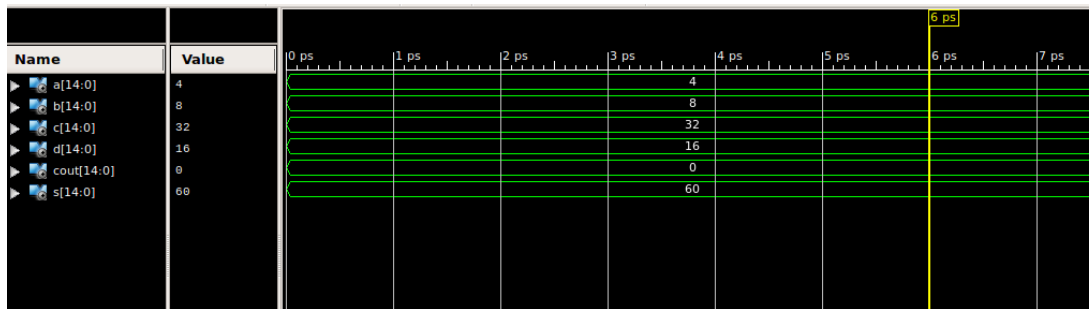 6 ps
Name Value 0 ps 1 ps 2 ps 3 ps 4 ps 5 ps 6 ps 7 ps
a[14:0] 4 4
b[14:0] 8 8
c[14:0] 32 32
d[14:0] 16 16
cout[14:0] 0 0
s[14:0] 60 60